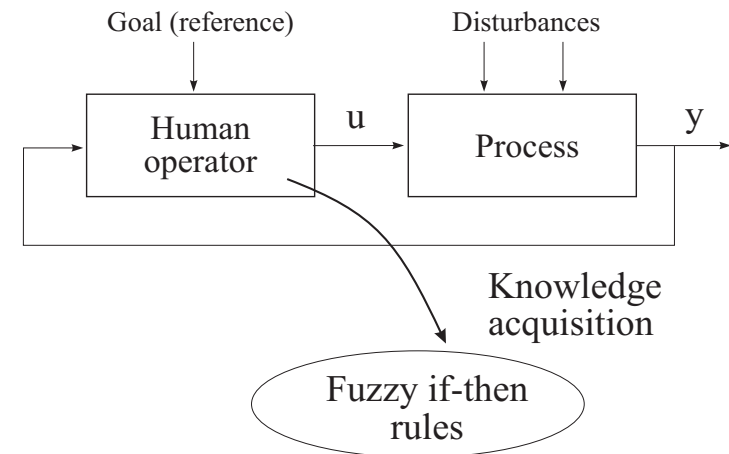 Goal (reference)
Disturbances
Human
operator
u
Process
y
Knowledge
acquisition
Fuzzy if-then
rules